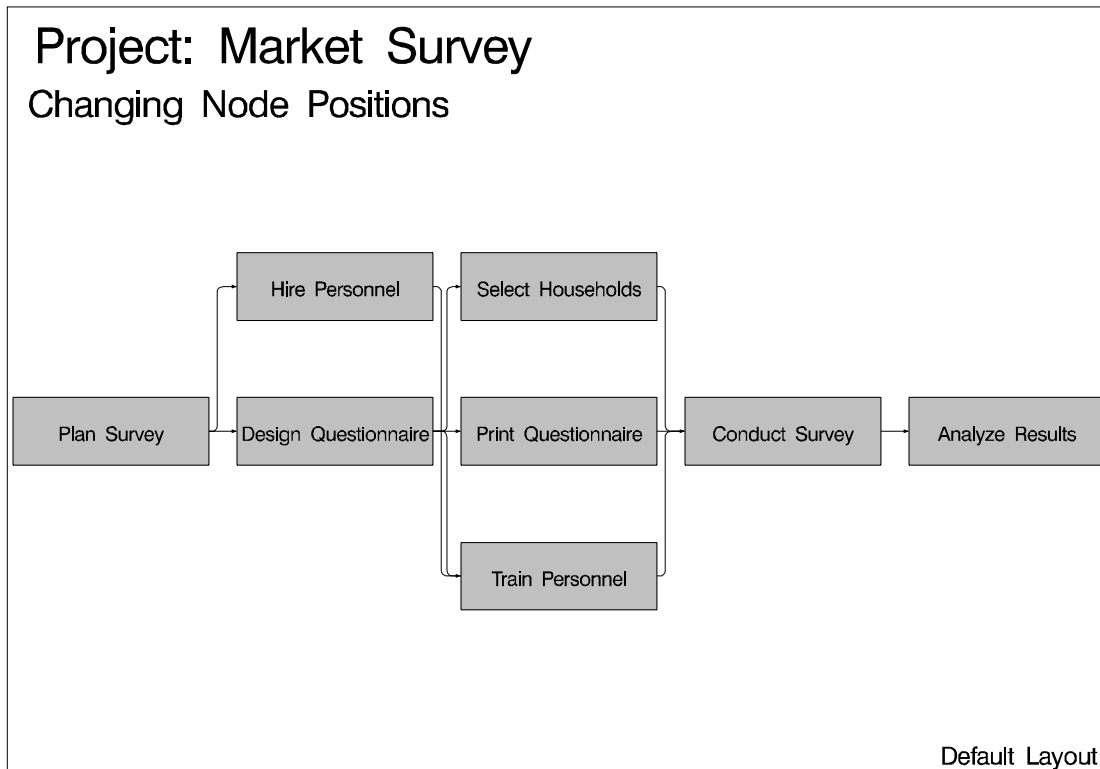 Project: Market Survey
Changing Node Positions
Hire Personnel
Select Households
Plan Survey
Design Questionnaire
Print Questionnaire
Conduct Survey
Analyze Results
Train Personnel
Default Layout